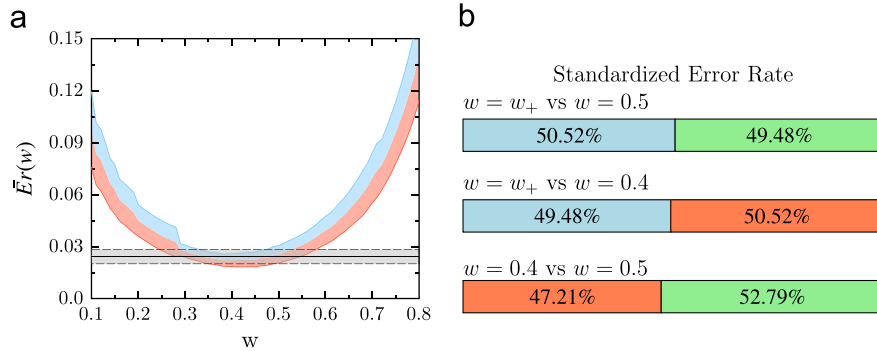 a
b
0.15
0.12
0.09
0.06
0.03
0.0
Ēr(w)
0.1 0.2 0.3 0.4 0.5 0.6 0.7 0.8
w
Standardized Error Rate
w = w₊ vs w = 0.5
50.52% 49.48%
w = w₊ vs w = 0.4
49.48% 50.52%
w = 0.4 vs w = 0.5
47.21% 52.79%